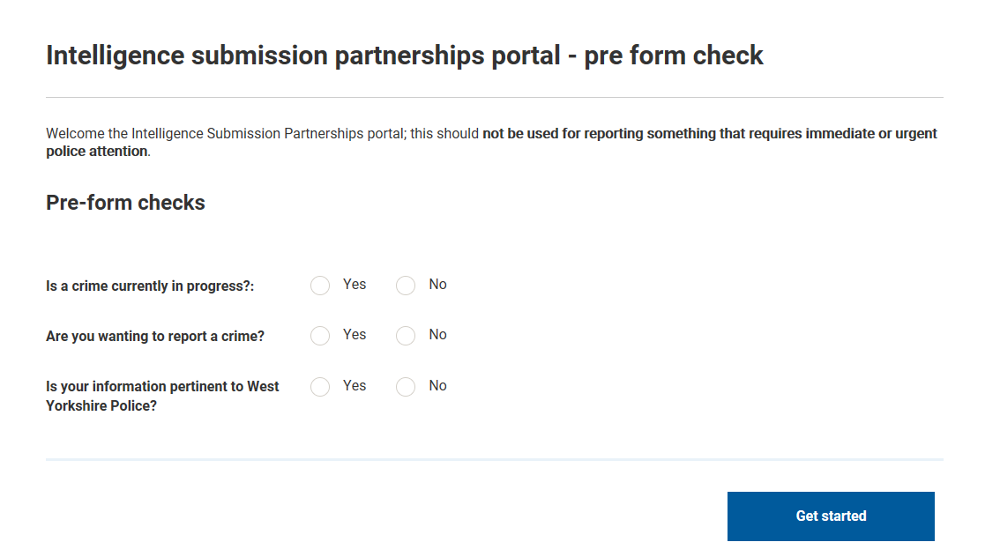 Intelligence submission partnerships portal - pre form check
Welcome the Intelligence Submission Partnerships portal; this should not be used for reporting something that requires immediate or urgent
police attention.
Pre-form checks
Is a crime currently in progress?: Yes No
Are you wanting to report a crime? Yes No
Is your information pertinent to West Yes No
Yorkshire Police?
Get started